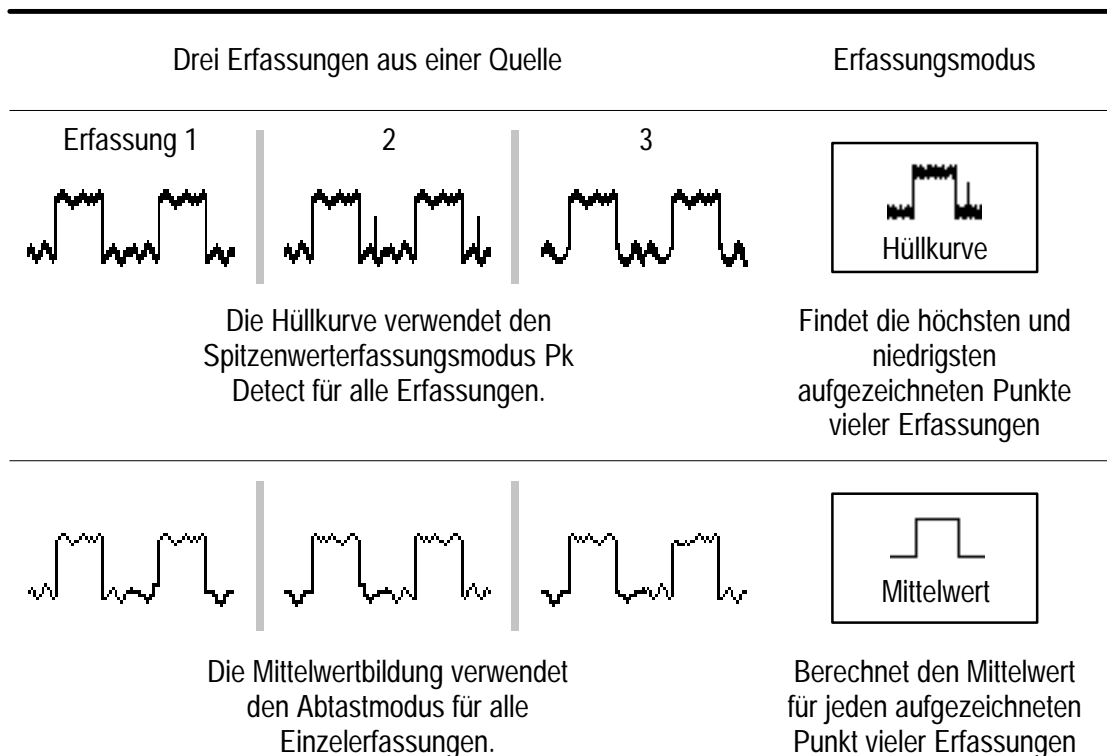 Drei Erfassungen aus einer Quelle
Erfassungsmodus
Erfassung 1
2
3
Hüllkurve
Die Hüllkurve verwendet den
Spitzenwerterfassungsmodus Pk
Detect für alle Erfassungen.
Findet die höchsten und
niedrigsten
aufgezeichneten Punkte
vieler Erfassungen
Mittelwert
Die Mittelwertbildung verwendet
den Abtastmodus für alle
Einzelerfassungen.
Berechnet den Mittelwert
für jeden aufgezeichneten
Punkt vieler Erfassungen